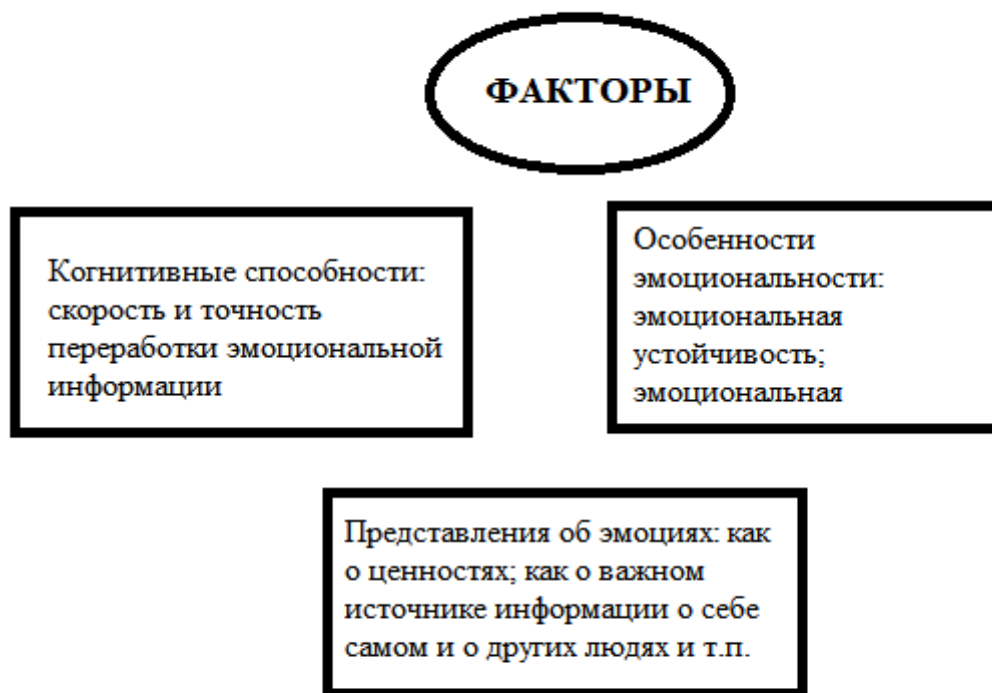 ФАКТОРЫ
Когнитивные способности:
скорость и точность
переработки эмоциональной
информации
Особенности
эмоциональности:
эмоциональная
устойчивость;
эмоциональная
Представления об эмоциях: как
о ценностях; как о важном
источнике информации о себе
самом и о других людях и т.п.